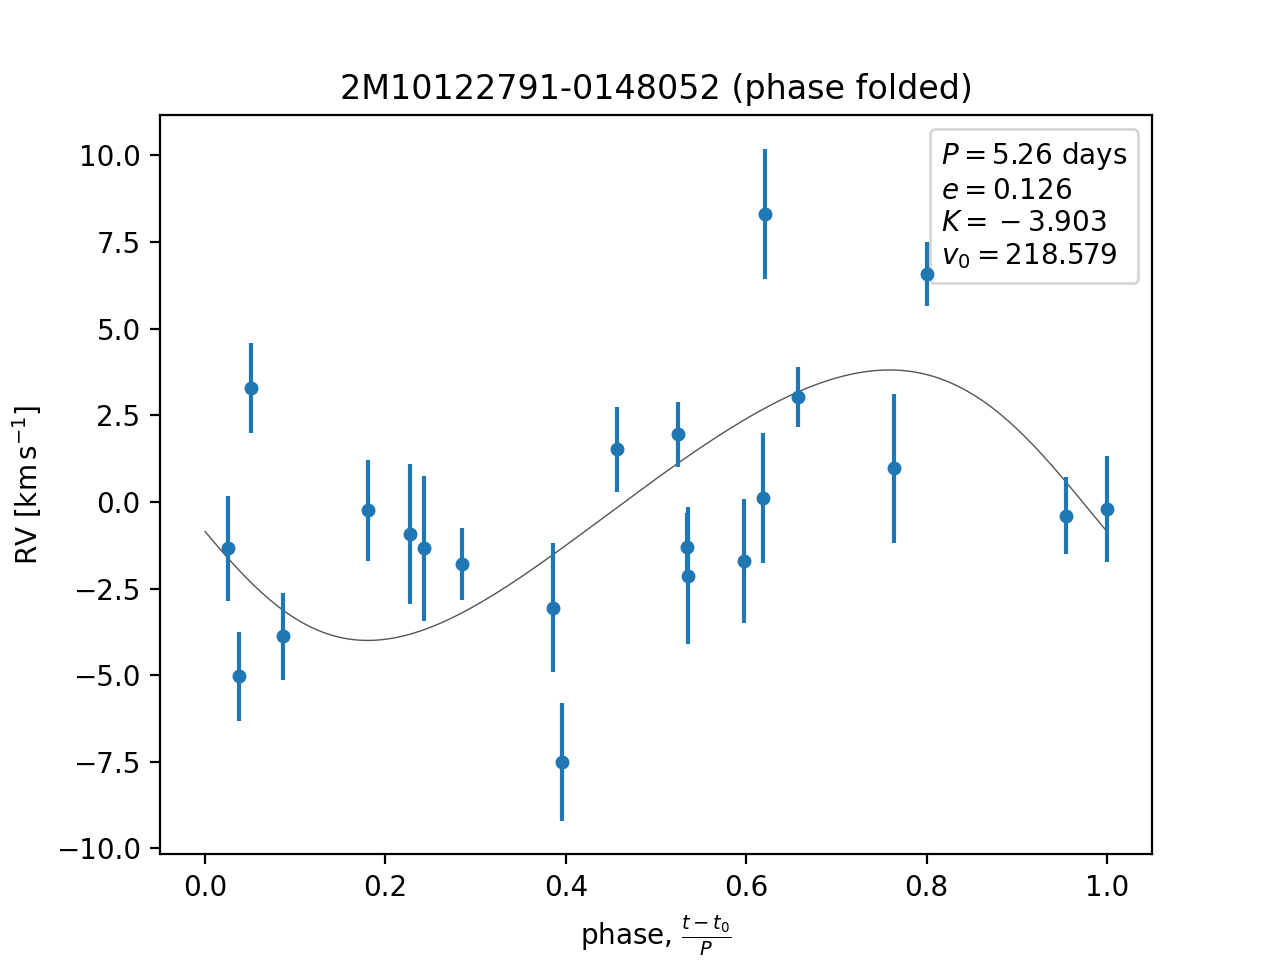 2M10122791-0148052 (phase folded)
P = 5.26 days
e = 0.126
K = −3.903
v₀ = 218.579
10.0
7.5
5.0
2.5
0.0
−2.5
−5.0
−7.5
−10.0
RV [km s⁻¹]
0.0 0.2 0.4 0.6 0.8 1.0
phase, (t − t₀)/P